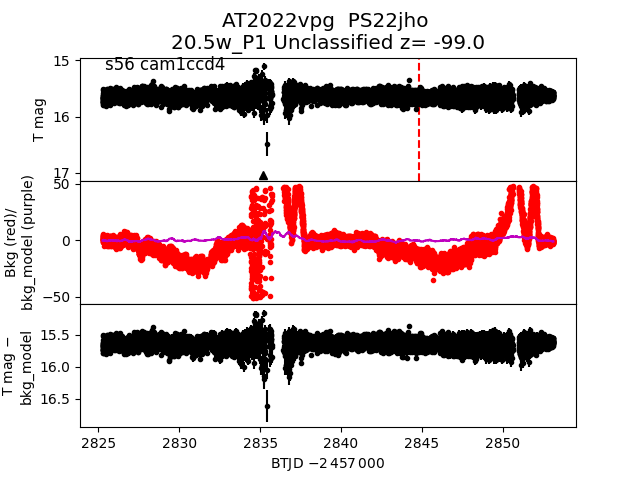 AT2022vpg  PS22jho
20.5w_P1 Unclassified z= -99.0
s56 cam1ccd4
15
16
17
T mag
50
0
−50
Bkg (red)/
bkg_model (purple)
15.5
16.0
16.5
T mag −
bkg_model
2825
2830
2835
2840
2845
2850
BTJD −2 457 000